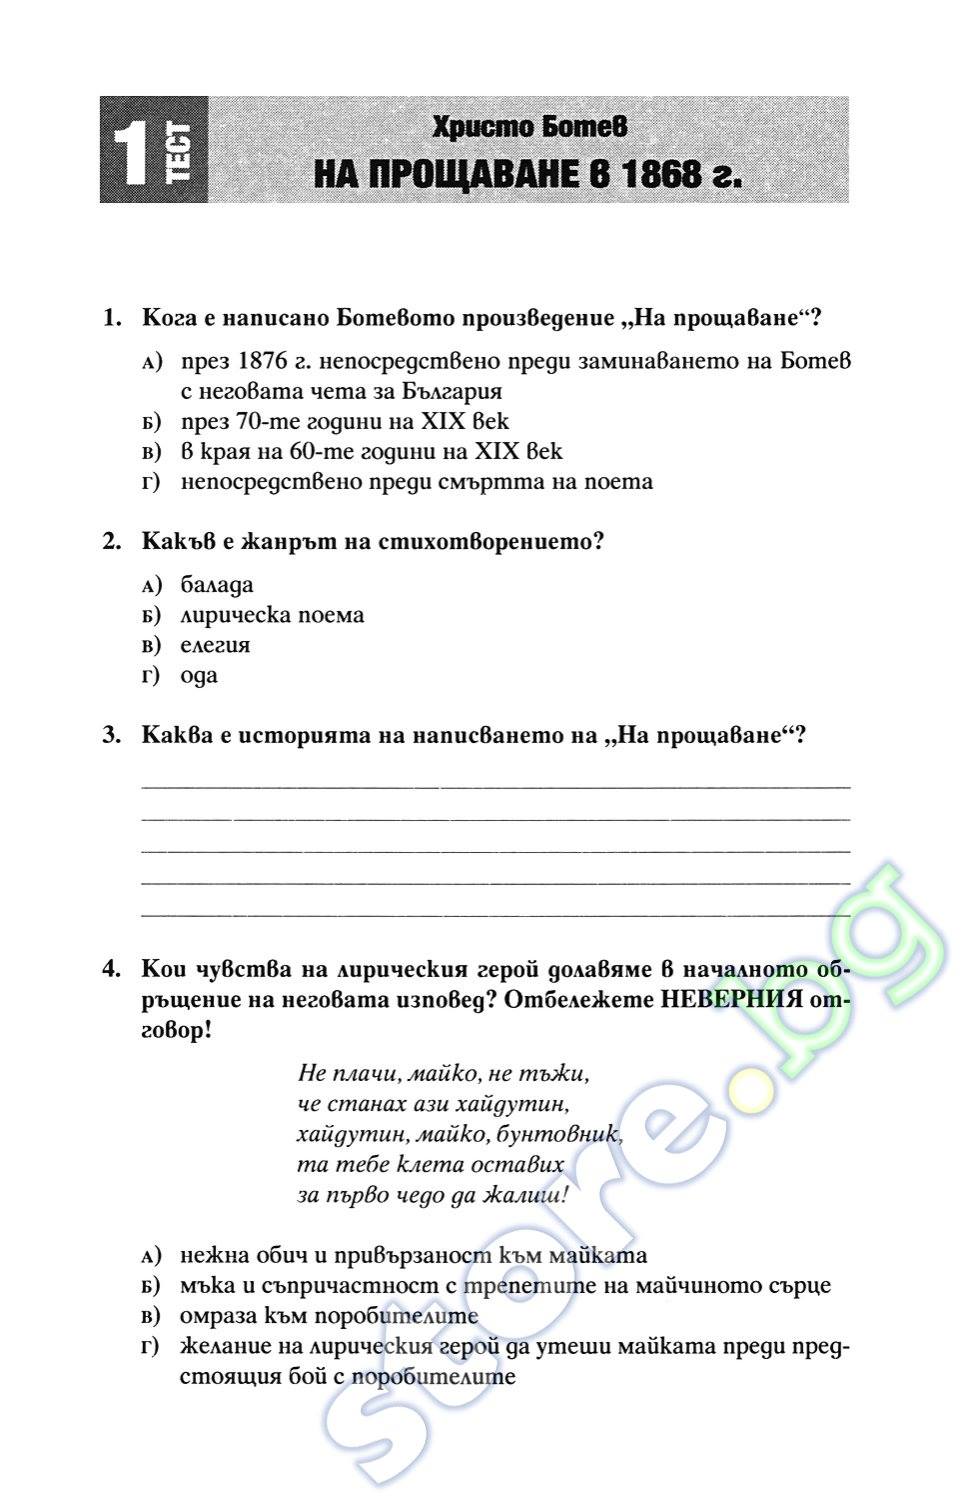 1
ТЕСТ
Христо Ботев
НА ПРОЩАВАНЕ в 1868 г.
1. Кога е написано Ботевото произведение „На прощаване“?
А) през 1876 г. непосредствено преди заминаването на Ботев
с неговата чета за България
Б) през 70-те години на XIX век
В) в края на 60-те години на XIX век
Г) непосредствено преди смъртта на поета
2. Какъв е жанрът на стихотворението?
А) балада
Б) лирическа поема
В) елегия
Г) ода
3. Каква е историята на написването на „На прощаване“?
4. Кои чувства на лирическия герой долавяме в началното об-
ръщение на неговата изповед? Отбележете НЕВЕРНИЯ от-
говор!
Не плачи, майко, не тъжи,
че станах ази хайдутин,
хайдутин, майко, бунтовник,
та тебе клета оставих
за първо чедо да жалиш!
А) нежна обич и привързаност към майката
Б) мъка и съпричастност с трепетите на майчиното сърце
В) омраза към поробителите
Г) желание на лирическия герой да утеши майката преди пред-
стоящия бой с поробителите
store.bg